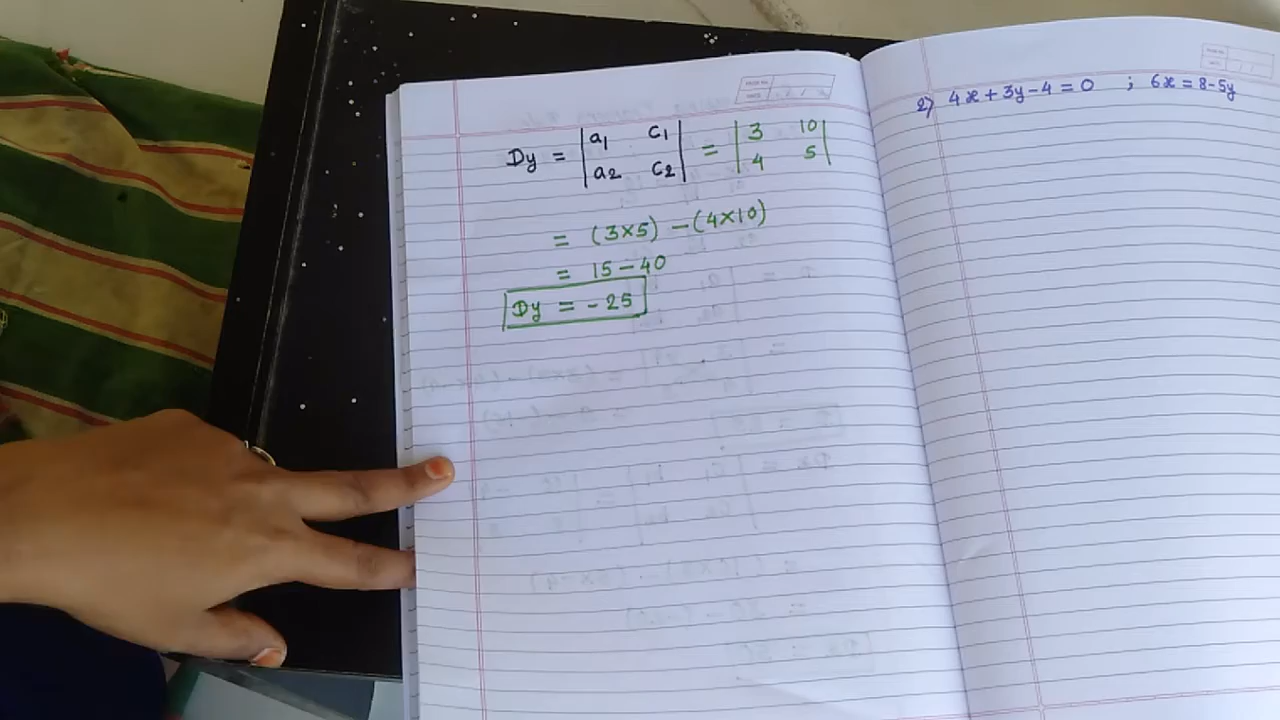 Dy = | a1 c1 | = | 3 10 |
| a2 c2 | | 4 5 |
= (3×5) - (4×10)
= 15 - 40
Dy = - 25
2) 4x + 3y - 4 = 0 ; 6x = 8 - 5y